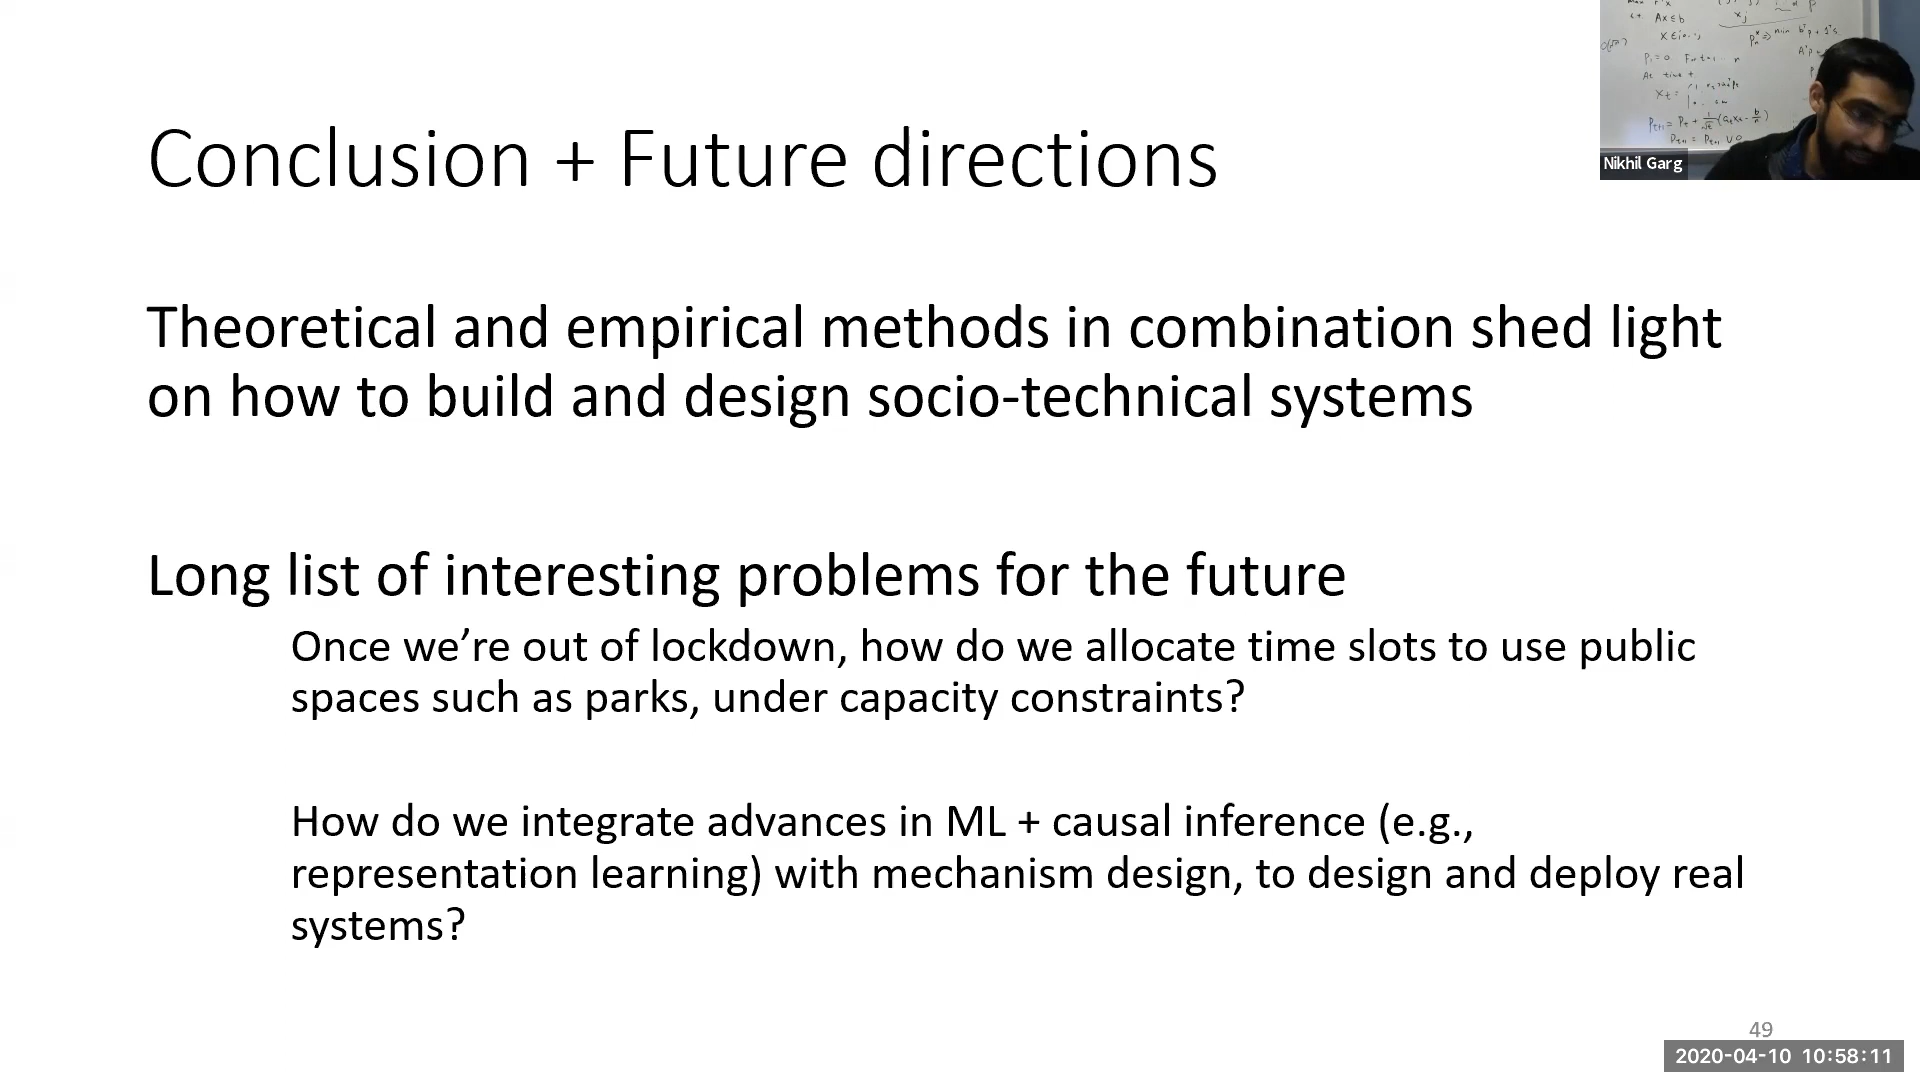 Conclusion + Future directions
Theoretical and empirical methods in combination shed light
on how to build and design socio-technical systems
Long list of interesting problems for the future
Once we’re out of lockdown, how do we allocate time slots to use public
spaces such as parks, under capacity constraints?
How do we integrate advances in ML + causal inference (e.g.,
representation learning) with mechanism design, to design and deploy real
systems?
49
2020-04-10 10:58:11
Nikhil Garg
Ax≤b
At time t